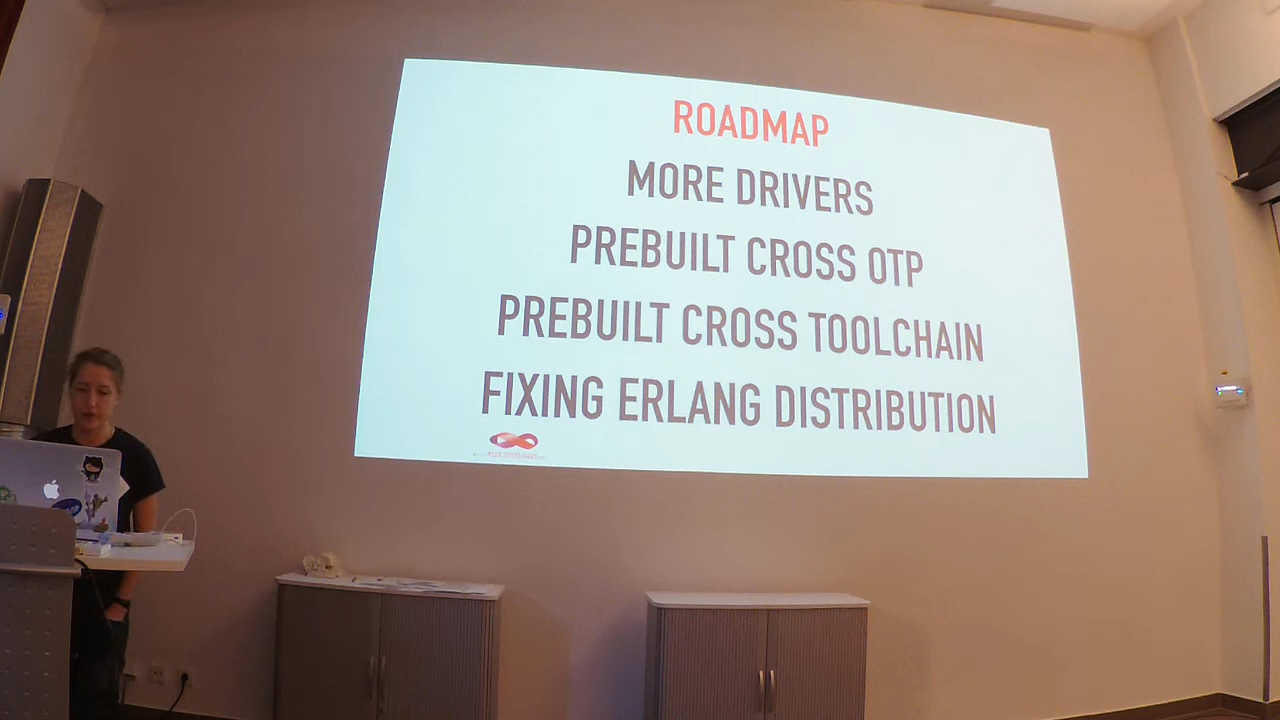 ROADMAP
MORE DRIVERS
PREBUILT CROSS OTP
PREBUILT CROSS TOOLCHAIN
FIXING ERLANG DISTRIBUTION